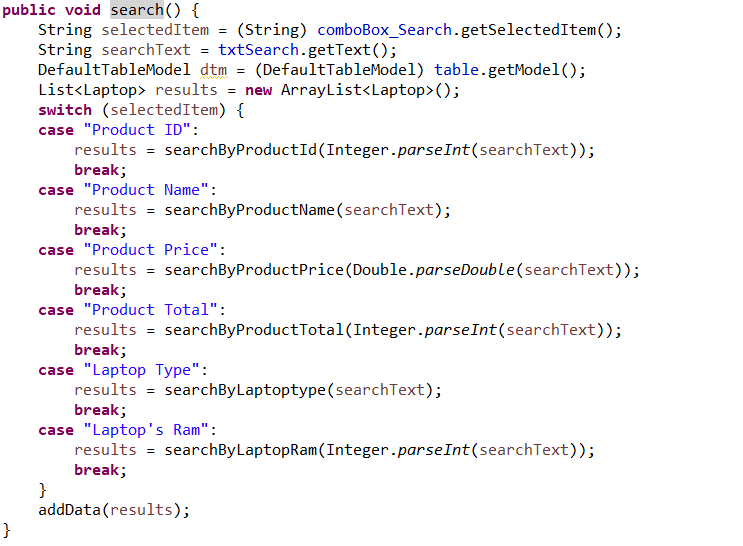 public void search() {
    String selectedItem = (String) comboBox_Search.getSelectedItem();
    String searchText = txtSearch.getText();
    DefaultTableModel dtm = (DefaultTableModel) table.getModel();
    List<Laptop> results = new ArrayList<Laptop>();
    switch (selectedItem) {
    case "Product ID":
        results = searchByProductId(Integer.parseInt(searchText));
        break;
    case "Product Name":
        results = searchByProductName(searchText);
        break;
    case "Product Price":
        results = searchByProductPrice(Double.parseDouble(searchText));
        break;
    case "Product Total":
        results = searchByProductTotal(Integer.parseInt(searchText));
        break;
    case "Laptop Type":
        results = searchByLaptoptype(searchText);
        break;
    case "Laptop's Ram":
        results = searchByLaptopRam(Integer.parseInt(searchText));
        break;
    }
    addData(results);
}